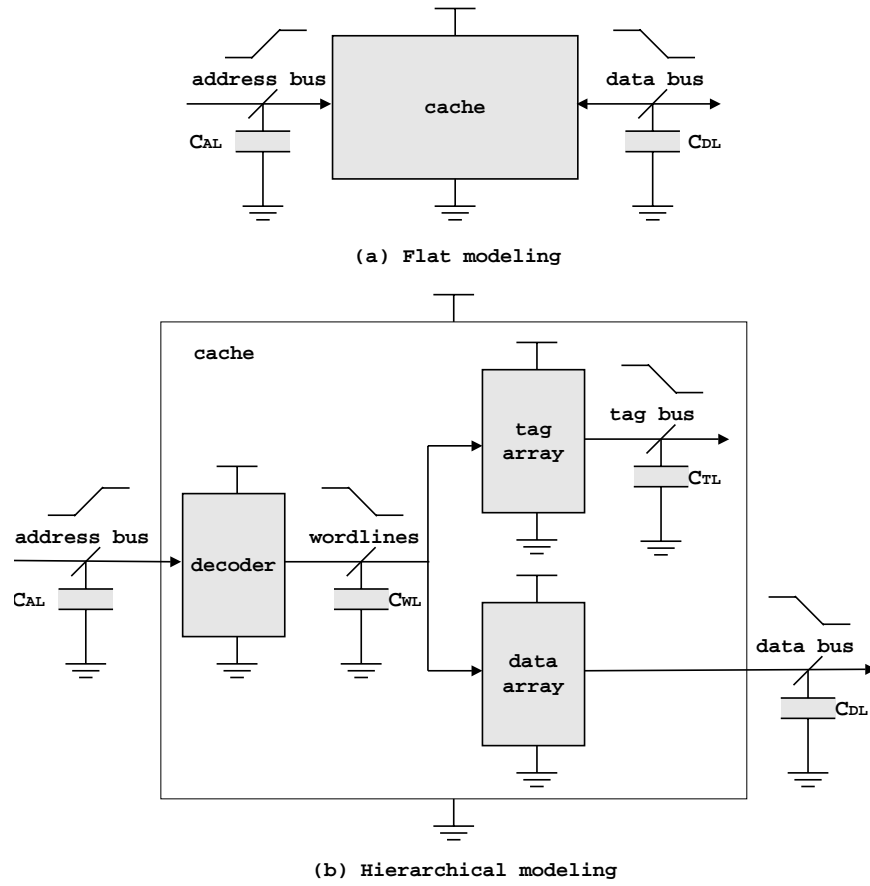 address bus
data bus
cache
CAL
CDL
(a) Flat modeling
cache
tag
array
tag bus
CTL
address bus
decoder
wordlines
CAL
CWL
data
array
data bus
CDL
(b) Hierarchical modeling